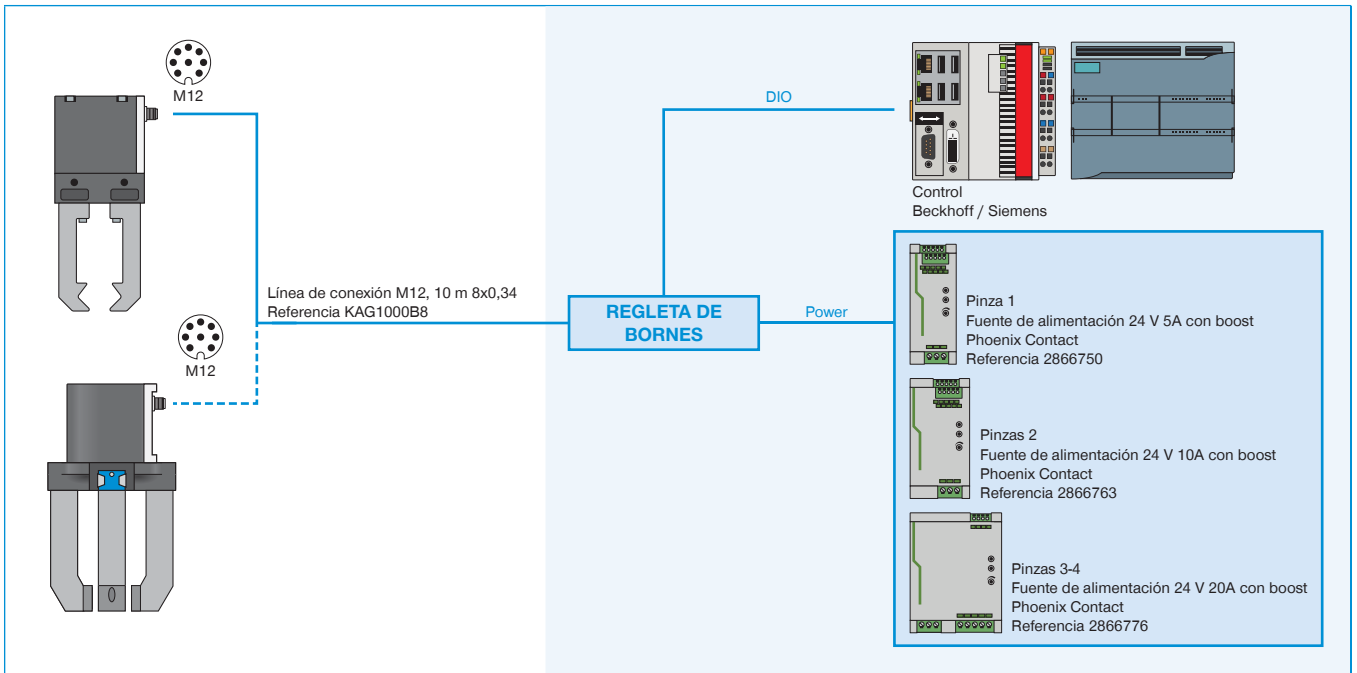 M12
Línea de conexión M12, 10 m 8x0,34
Referencia KAG1000B8
M12
REGLETA DE
BORNES
DIO
Power
Control
Beckhoff / Siemens
Pinza 1
Fuente de alimentación 24 V 5A con boost
Phoenix Contact
Referencia 2866750
Pinzas 2
Fuente de alimentación 24 V 10A con boost
Phoenix Contact
Referencia 2866763
Pinzas 3-4
Fuente de alimentación 24 V 20A con boost
Phoenix Contact
Referencia 2866776